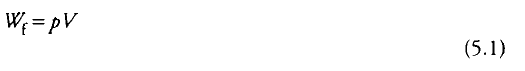 W_f = pV
(5.1)